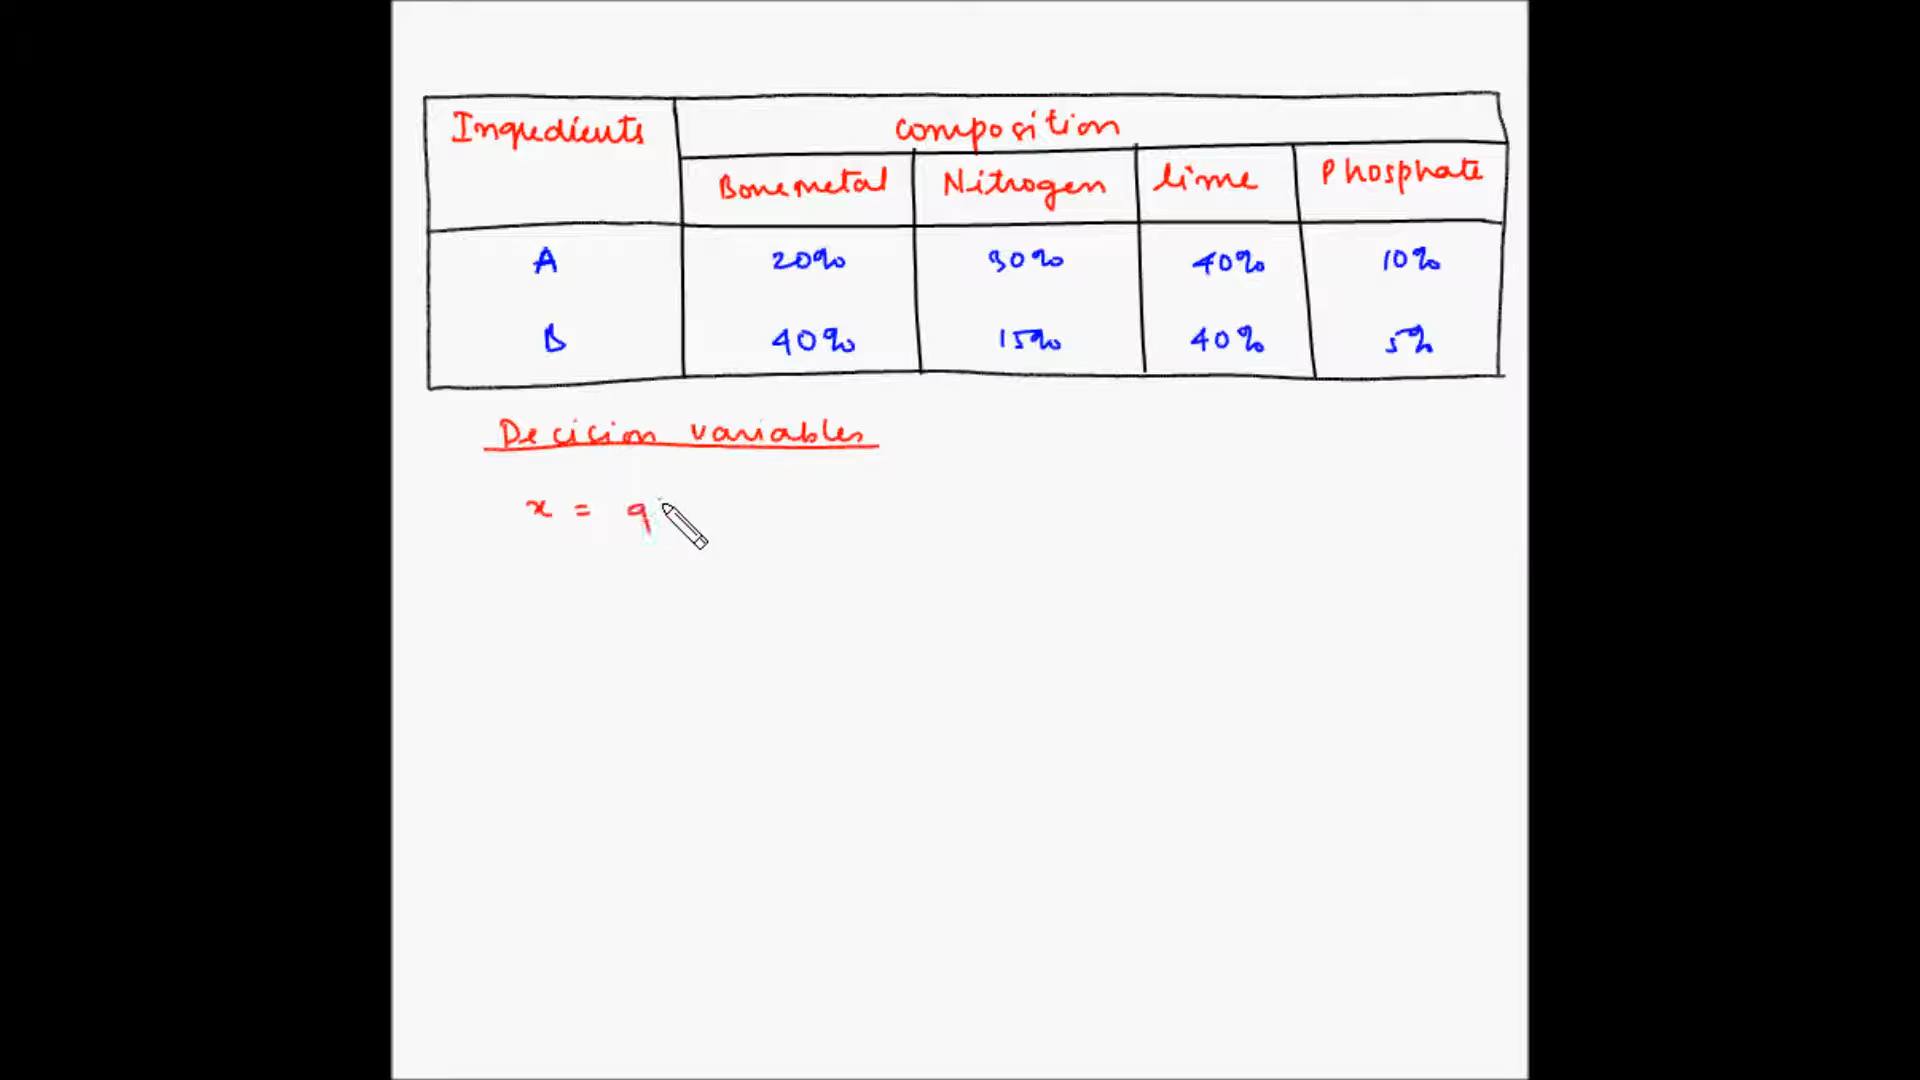 Ingredients composition
Bonemetal Nitrogen lime Phosphate
A 20% 30% 40% 10%
B 40% 15% 40% 5%
Decision variables
x = q